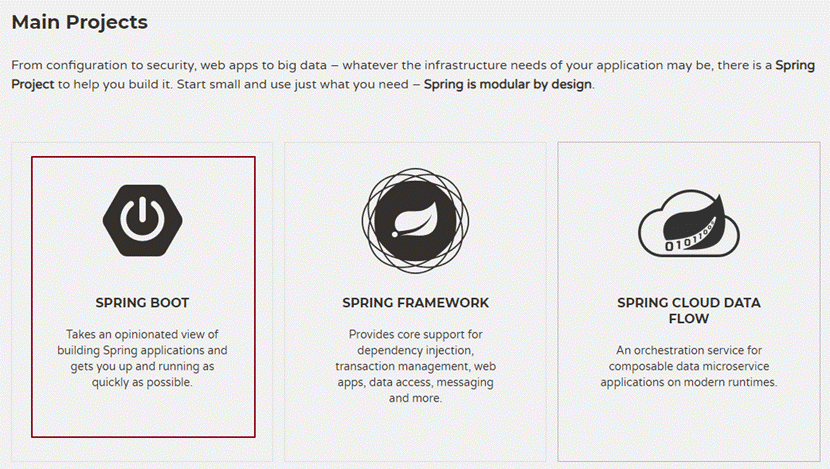 Main Projects
From configuration to security, web apps to big data – whatever the infrastructure needs of your application may be, there is a Spring
Project to help you build it. Start small and use just what you need – Spring is modular by design.
SPRING BOOT
Takes an opinionated view of
building Spring applications and
gets you up and running as
quickly as possible.
SPRING FRAMEWORK
Provides core support for
dependency injection,
transaction management, web
apps, data access, messaging
and more.
010110
SPRING CLOUD DATA
FLOW
An orchestration service for
composable data microservice
applications on modern runtimes.